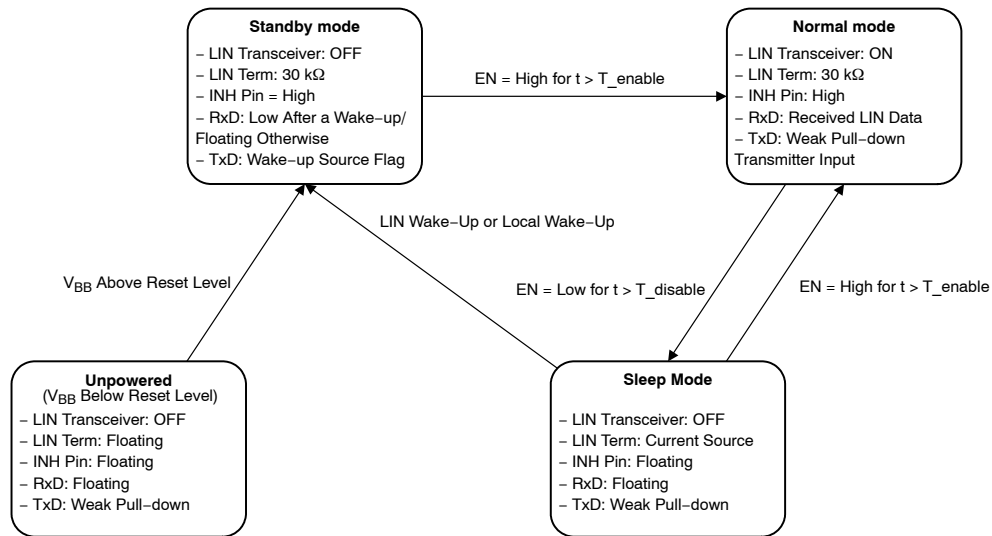 Standby mode
− LIN Transceiver: OFF
− LIN Term: 30 kΩ
− INH Pin = High
− RxD: Low After a Wake−up/
Floating Otherwise
− TxD: Wake−up Source Flag
EN = High for t > T_enable
Normal mode
− LIN Transceiver: ON
− LIN Term: 30 kΩ
− INH Pin: High
− RxD: Received LIN Data
− TxD: Weak Pull−down
Transmitter Input
LIN Wake−Up or Local Wake−Up
VBB Above Reset Level
EN = Low for t > T_disable
EN = High for t > T_enable
Unpowered
(VBB Below Reset Level)
− LIN Transceiver: OFF
− LIN Term: Floating
− INH Pin: Floating
− RxD: Floating
− TxD: Weak Pull−down
Sleep Mode
− LIN Transceiver: OFF
− LIN Term: Current Source
− INH Pin: Floating
− RxD: Floating
− TxD: Weak Pull−down